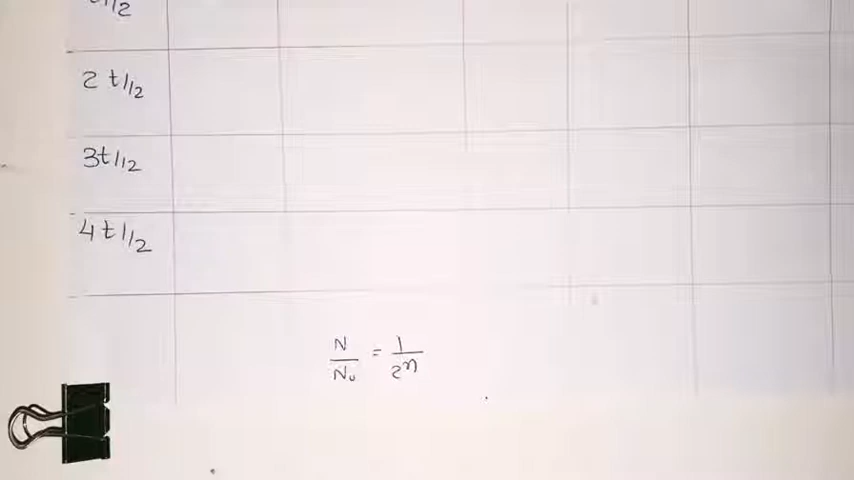 2 t1/2
3t1/2
4 t1/2
N/N₀ = 1/2ⁿ